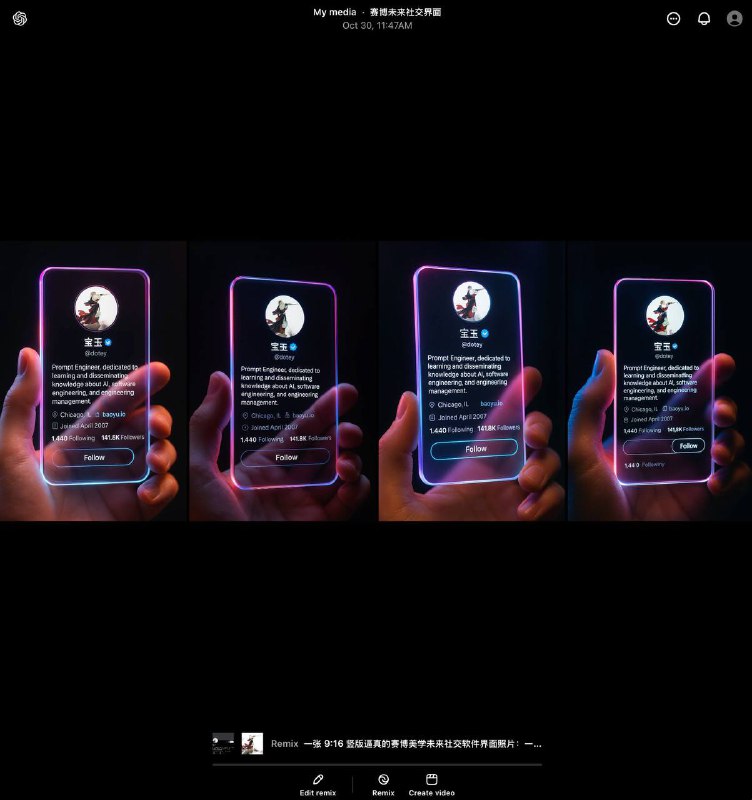 My media · 赛博未来社交界面
Oct 30, 11:47AM
宝玉
@dotey
Prompt Engineer, dedicated to
learning and disseminating
knowledge about AI, software
engineering, and engineering
management.
Chicago, IL baoyu.io
Joined April 2007
1,440 Following 141.8K Followers
Follow
宝玉
@dotey
Prompt Engineer, dedicated to
learning and disseminating
knowledge about AI, software
engineering, and engineering
management.
Chicago, IL baoyu.io
Joined April 2007
1,440 Following 141.8K Followers
Follow
宝玉
@dotey
Prompt Engineer, dedicated to
learning and disseminating
knowledge about AI, software
engineering, and engineering
management.
Chicago, IL baoyu.io
Joined April 2007
1,440 Following 141.8K Followers
Follow
宝玉
@dotey
Prompt Engineer, dedicated to
learning and disseminating
knowledge about AI, software
engineering, and engineering
management.
Chicago, IL baoyu.io
Joined April 2007
1,440 Following 141,8K Followers
Follow
144 0 Following
Remix 一张 9:16 竖版逼真的赛博美学未来社交软件界面照片：一...
Edit remix Remix Create video